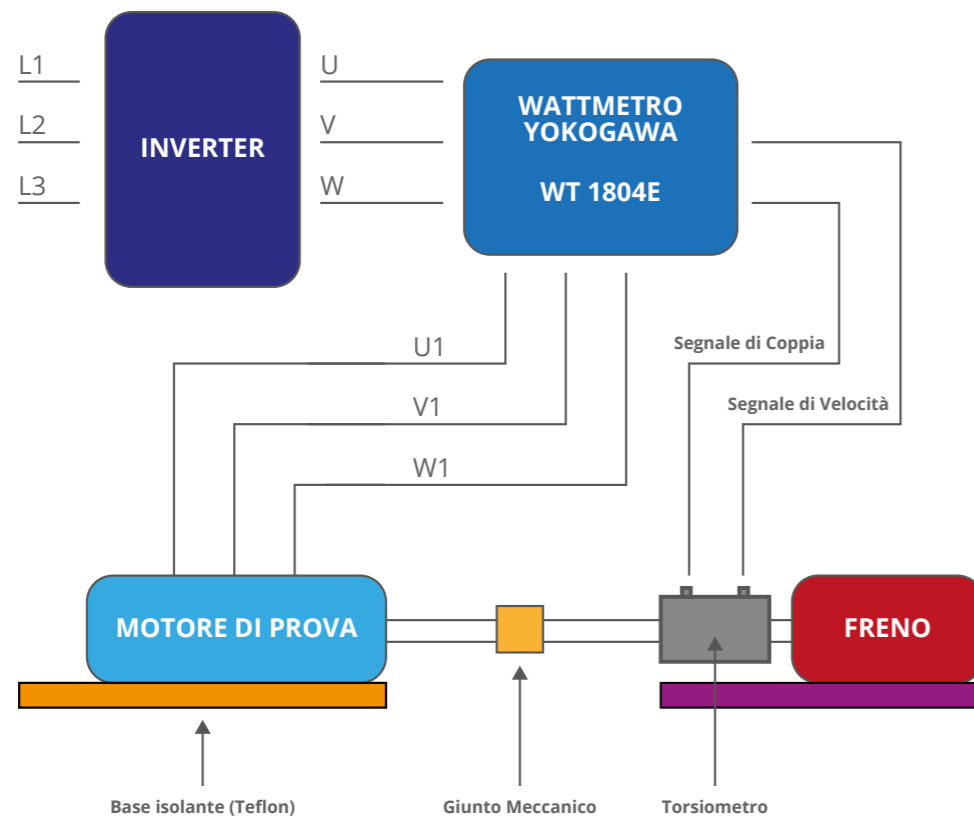 L1
L2
L3
INVERTER
U
V
W
WATTMETRO
YOKOGAWA
WT 1804E
U1
V1
W1
Segnale di Coppia
Segnale di Velocità
MOTORE DI PROVA
FRENO
Base isolante (Teflon)
Giunto Meccanico
Torsiometro